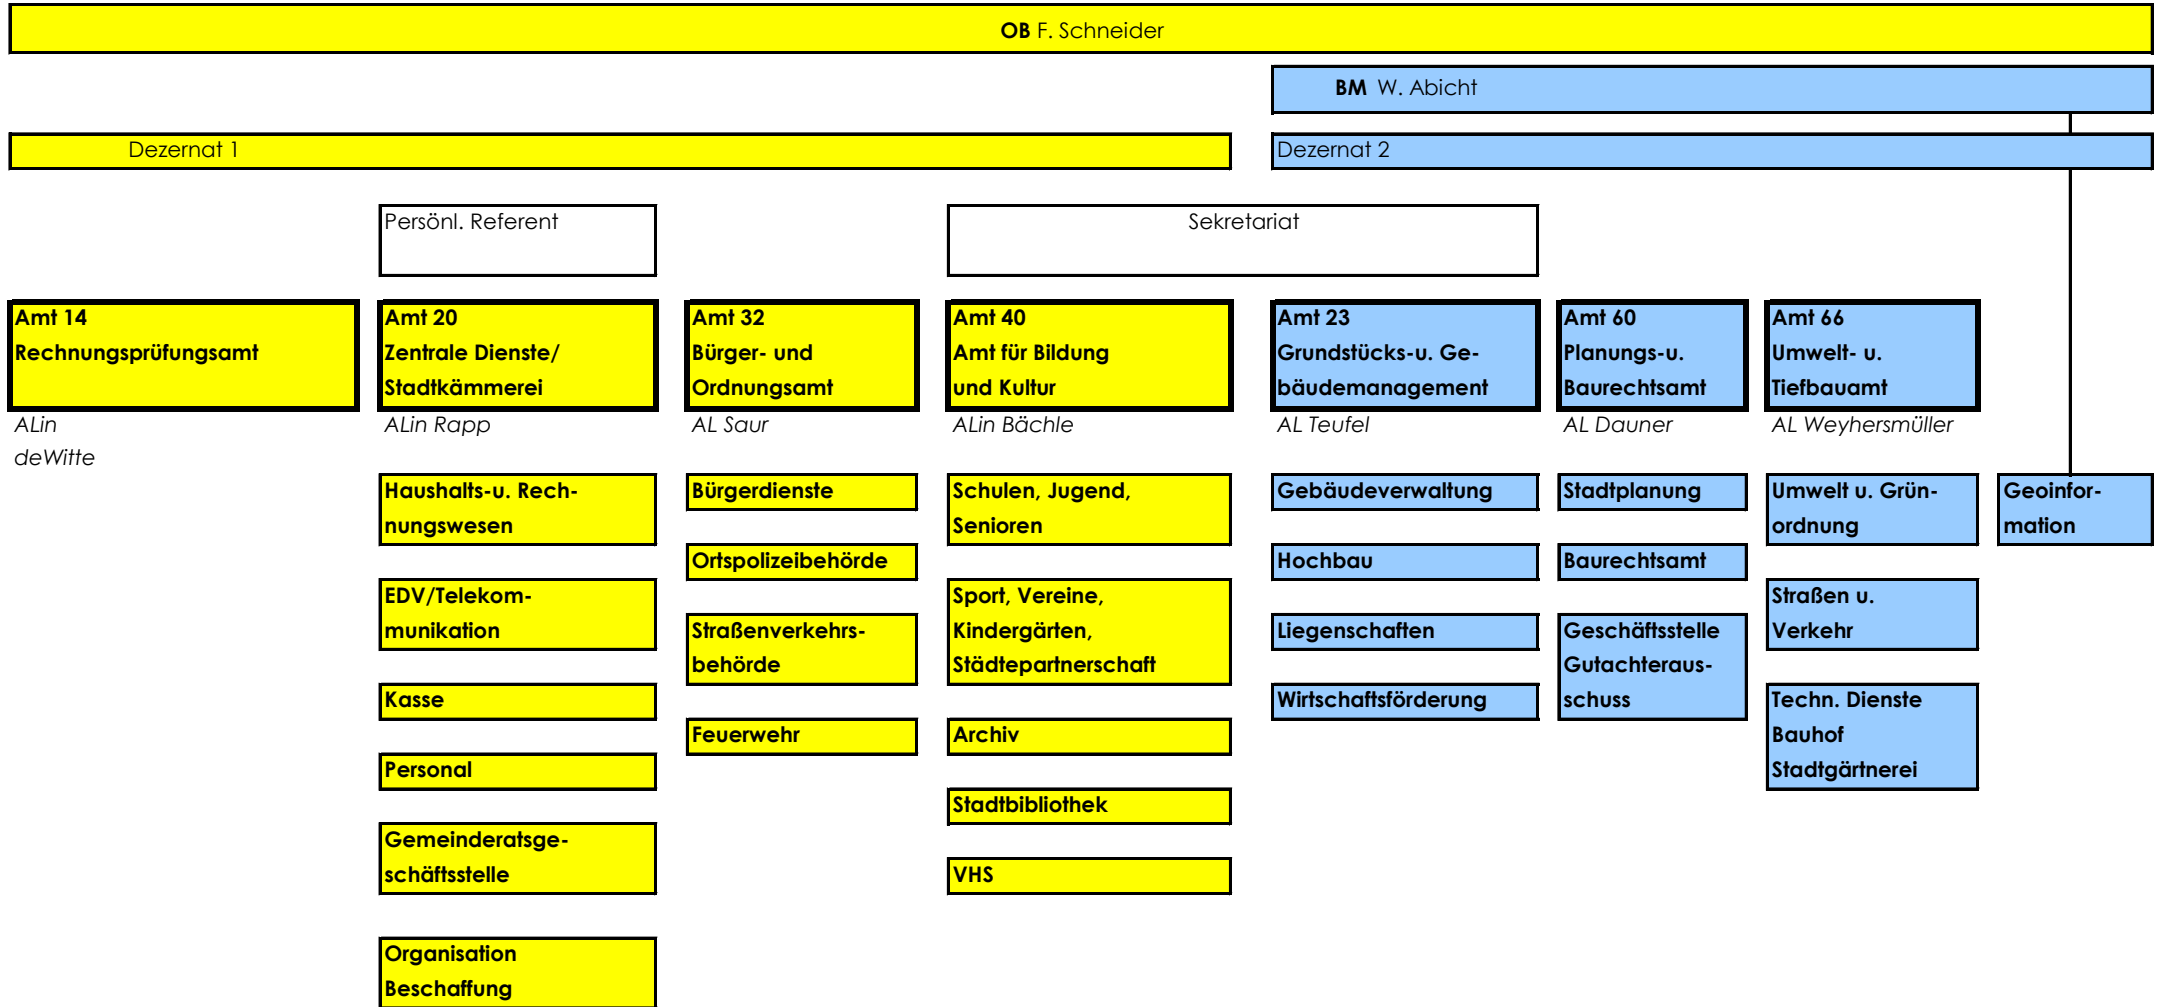 OB F. Schneider
BM W. Abicht
Dezernat 1
Dezernat 2
Persönl. Referent
Sekretariat
Amt 14
Rechnungsprüfungsamt
ALin
deWitte
Amt 20
Zentrale Dienste/
Stadtkämmerei
ALin Rapp
Haushalts-u. Rech-
nungswesen
EDV/Telekom-
munikation
Kasse
Personal
Gemeinderatsge-
schäftsstelle
Organisation
Beschaffung
Amt 32
Bürger- und
Ordnungsamt
AL Saur
Bürgerdienste
Ortspolizeibehörde
Straßenverkehrs-
behörde
Feuerwehr
Amt 40
Amt für Bildung
und Kultur
ALin Bächle
Schulen, Jugend,
Senioren
Sport, Vereine,
Kindergärten,
Städtepartnerschaft
Archiv
Stadtbibliothek
VHS
Amt 23
Grundstücks-u. Ge-
bäudemanagement
AL Teufel
Gebäudeverwaltung
Hochbau
Liegenschaften
Wirtschaftsförderung
Amt 60
Planungs-u.
Baurechtsamt
AL Dauner
Stadtplanung
Baurechtsamt
Geschäftsstelle
Gutachteraus-
schuss
Amt 66
Umwelt- u.
Tiefbauamt
AL Weyhersmüller
Umwelt u. Grün-
ordnung
Straßen u.
Verkehr
Techn. Dienste
Bauhof
Stadtgärtnerei
Geoinfor-
mation